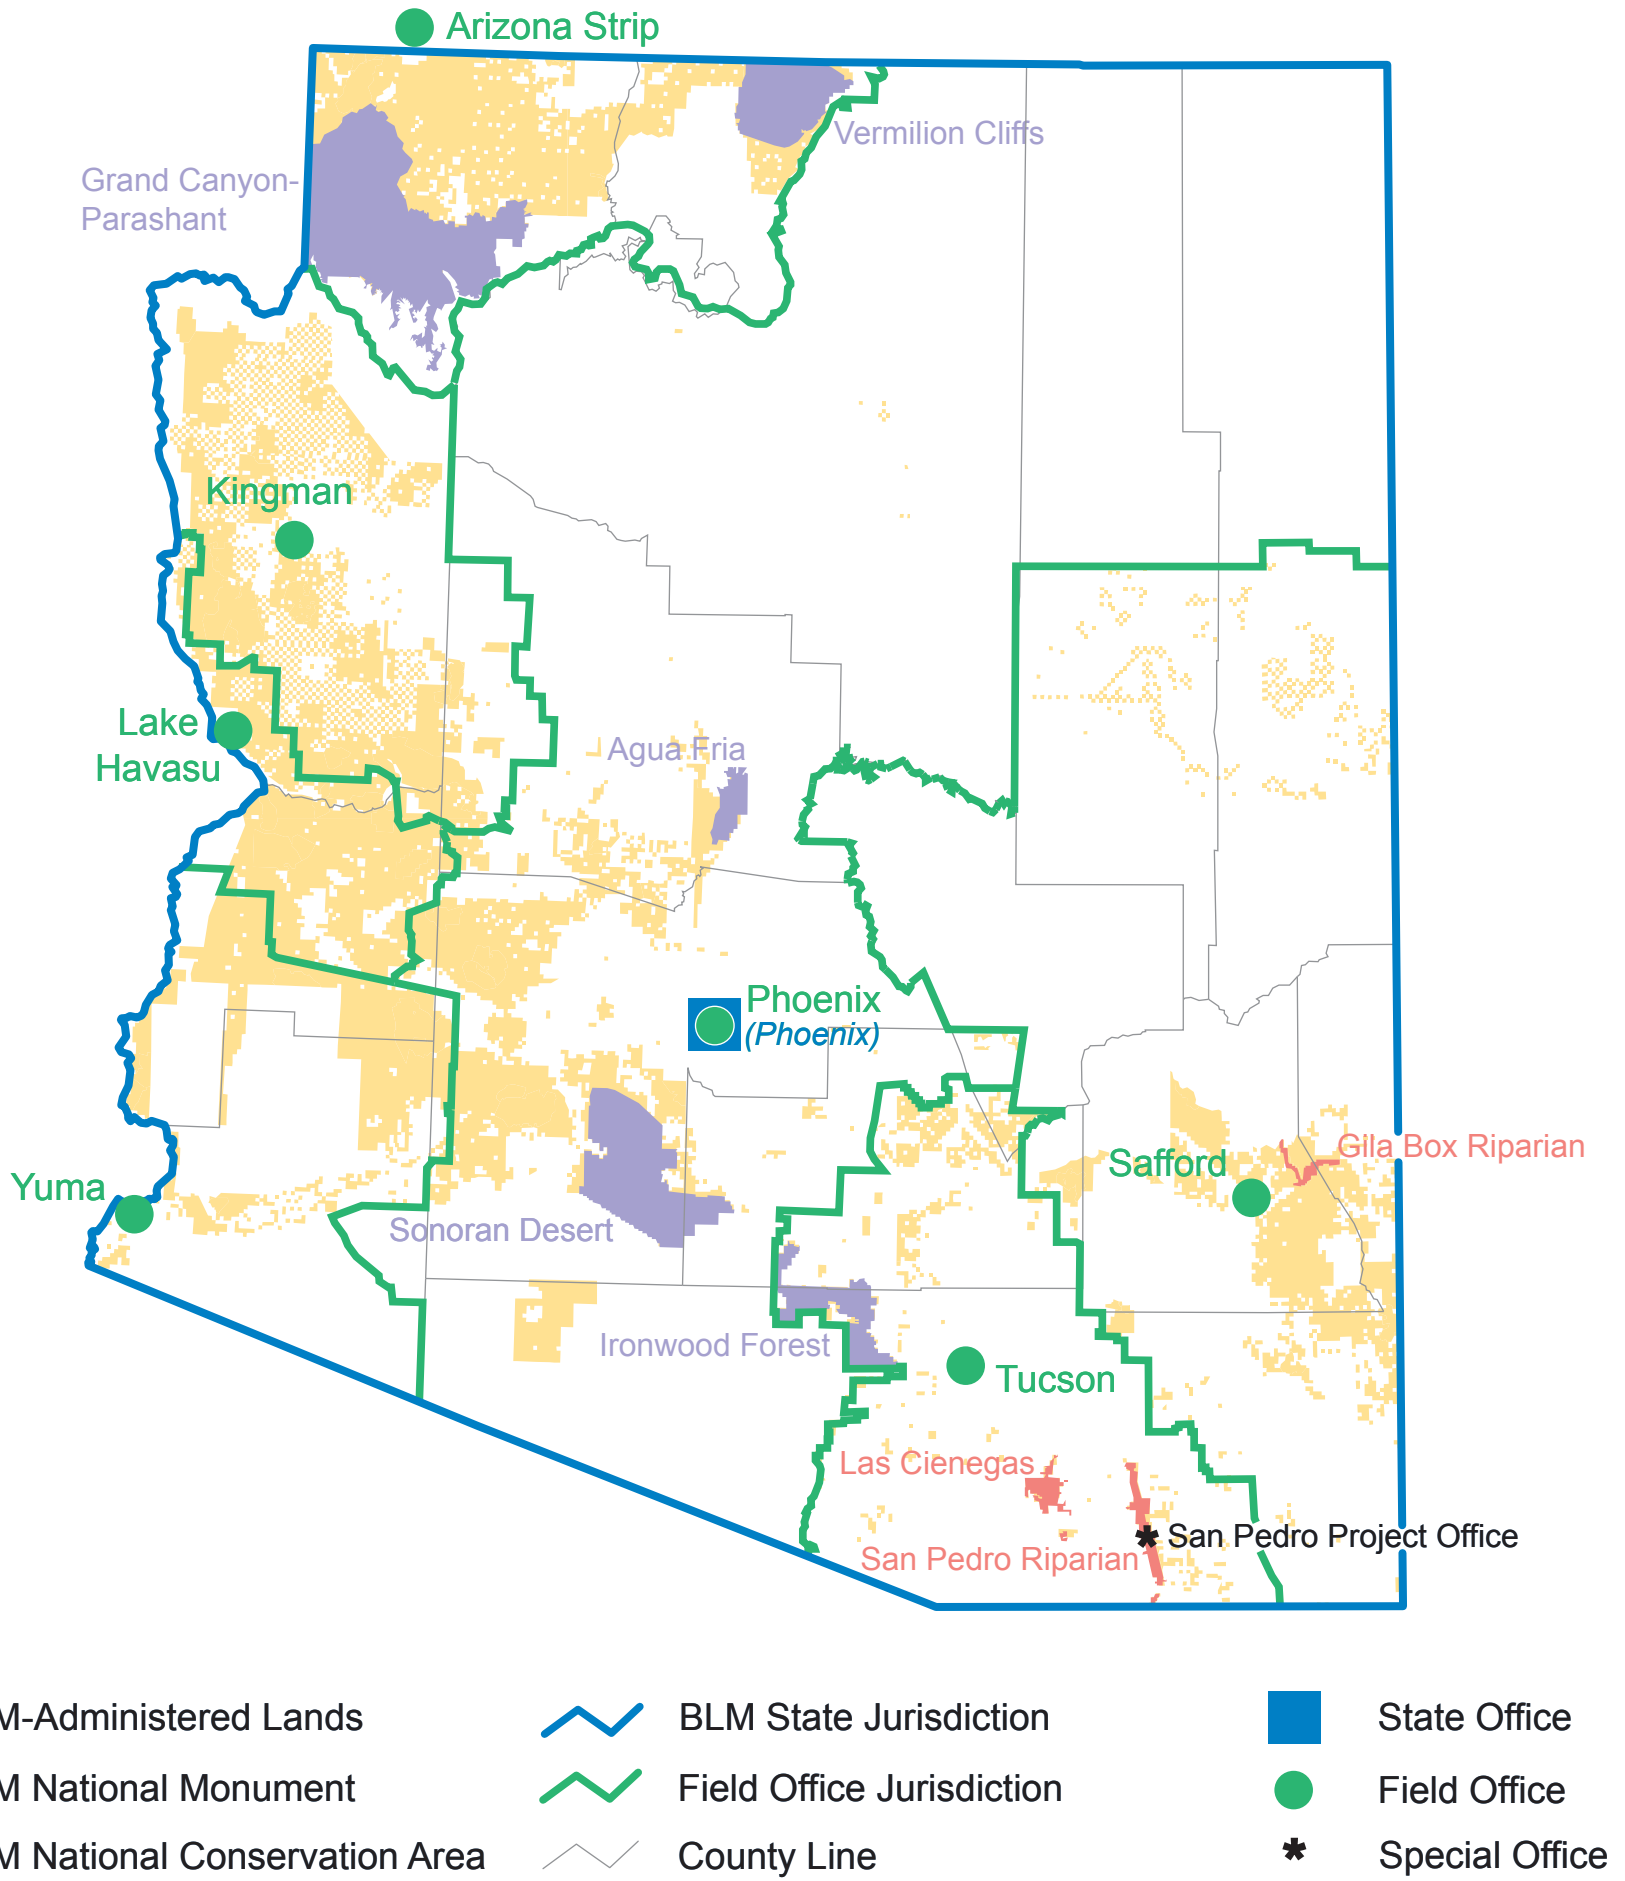 Arizona Strip
Vermilion Cliffs
Grand Canyon-
Parashant
Kingman
Lake
Havasu
Agua Fria
Phoenix
(Phoenix)
Gila Box Riparian
Safford
Yuma
Sonoran Desert
Ironwood Forest
Tucson
Las Cienegas
* San Pedro Project Office
San Pedro Riparian
M-Administered Lands
BLM State Jurisdiction
State Office
M National Monument
Field Office Jurisdiction
Field Office
M National Conservation Area
County Line
* Special Office